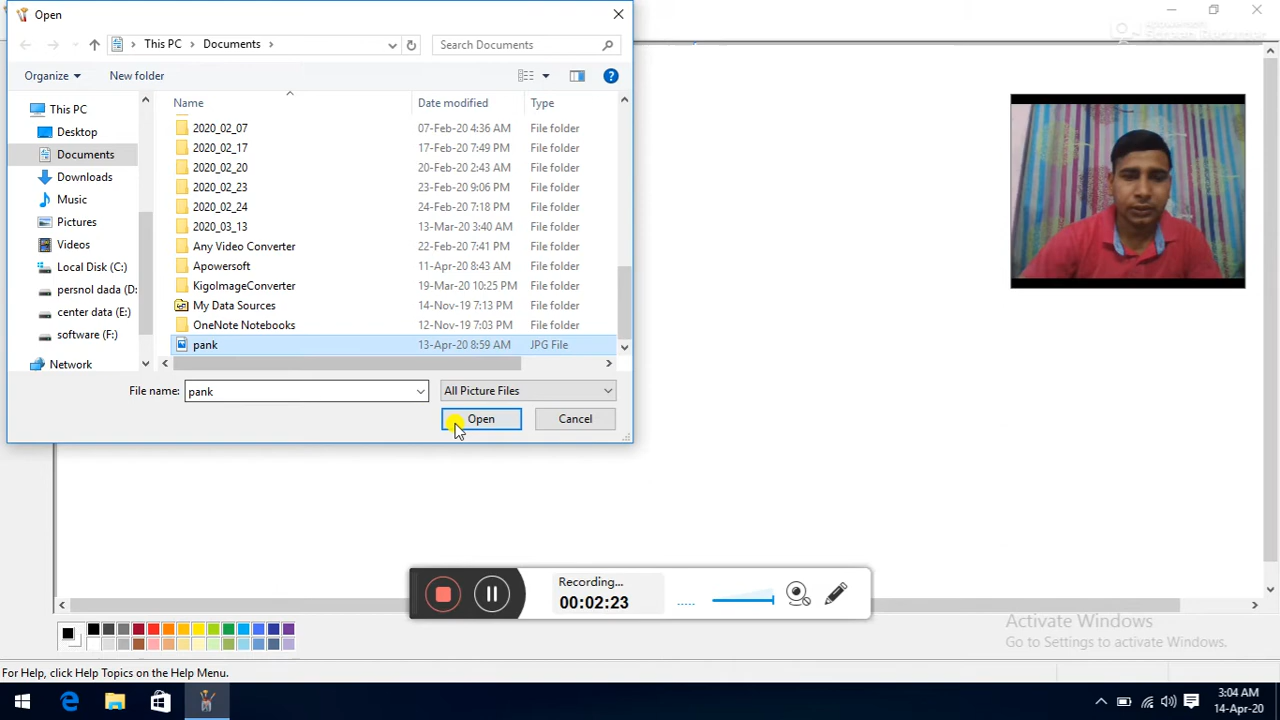 Open
This PC Documents Search Documents
Organize New folder
Name Date modified Type
This PC
Desktop
Documents
Downloads
Music
Pictures
Videos
Local Disk (C:)
persnol dada (D:
center data (E:)
software (F:)
Network
2020_02_07 07-Feb-20 4:36 AM File folder
2020_02_17 17-Feb-20 7:49 PM File folder
2020_02_20 20-Feb-20 2:43 AM File folder
2020_02_23 23-Feb-20 9:06 PM File folder
2020_02_24 24-Feb-20 7:18 PM File folder
2020_03_13 13-Mar-20 3:40 AM File folder
Any Video Converter 22-Feb-20 7:41 PM File folder
Apowersoft 11-Apr-20 8:43 AM File folder
KigoImageConverter 19-Mar-20 10:25 PM File folder
My Data Sources 14-Nov-19 7:13 PM File folder
OneNote Notebooks 12-Nov-19 7:03 PM File folder
pank 13-Apr-20 8:59 AM JPG File
File name: pank All Picture Files
Open Cancel
Screen Recorder
Recording...
00:02:23
Activate Windows
Go to Settings to activate Windows.
For Help, click Help Topics on the Help Menu.
3:04 AM
14-Apr-20